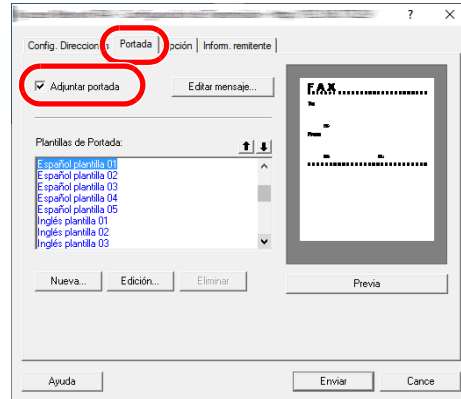 ?
Config. Direccion Portada pción Inform. remitente
Adjuntar portada Editar mensaje...
FAX
To:
From:
Plantillas de Portada:
Español plantilla 01
Español plantilla 02
Español plantilla 03
Español plantilla 04
Español plantilla 05
Inglés plantilla 01
Inglés plantilla 02
Inglés plantilla 03
Nueva... Edición... Eliminar Previa
Ayuda Enviar Cance